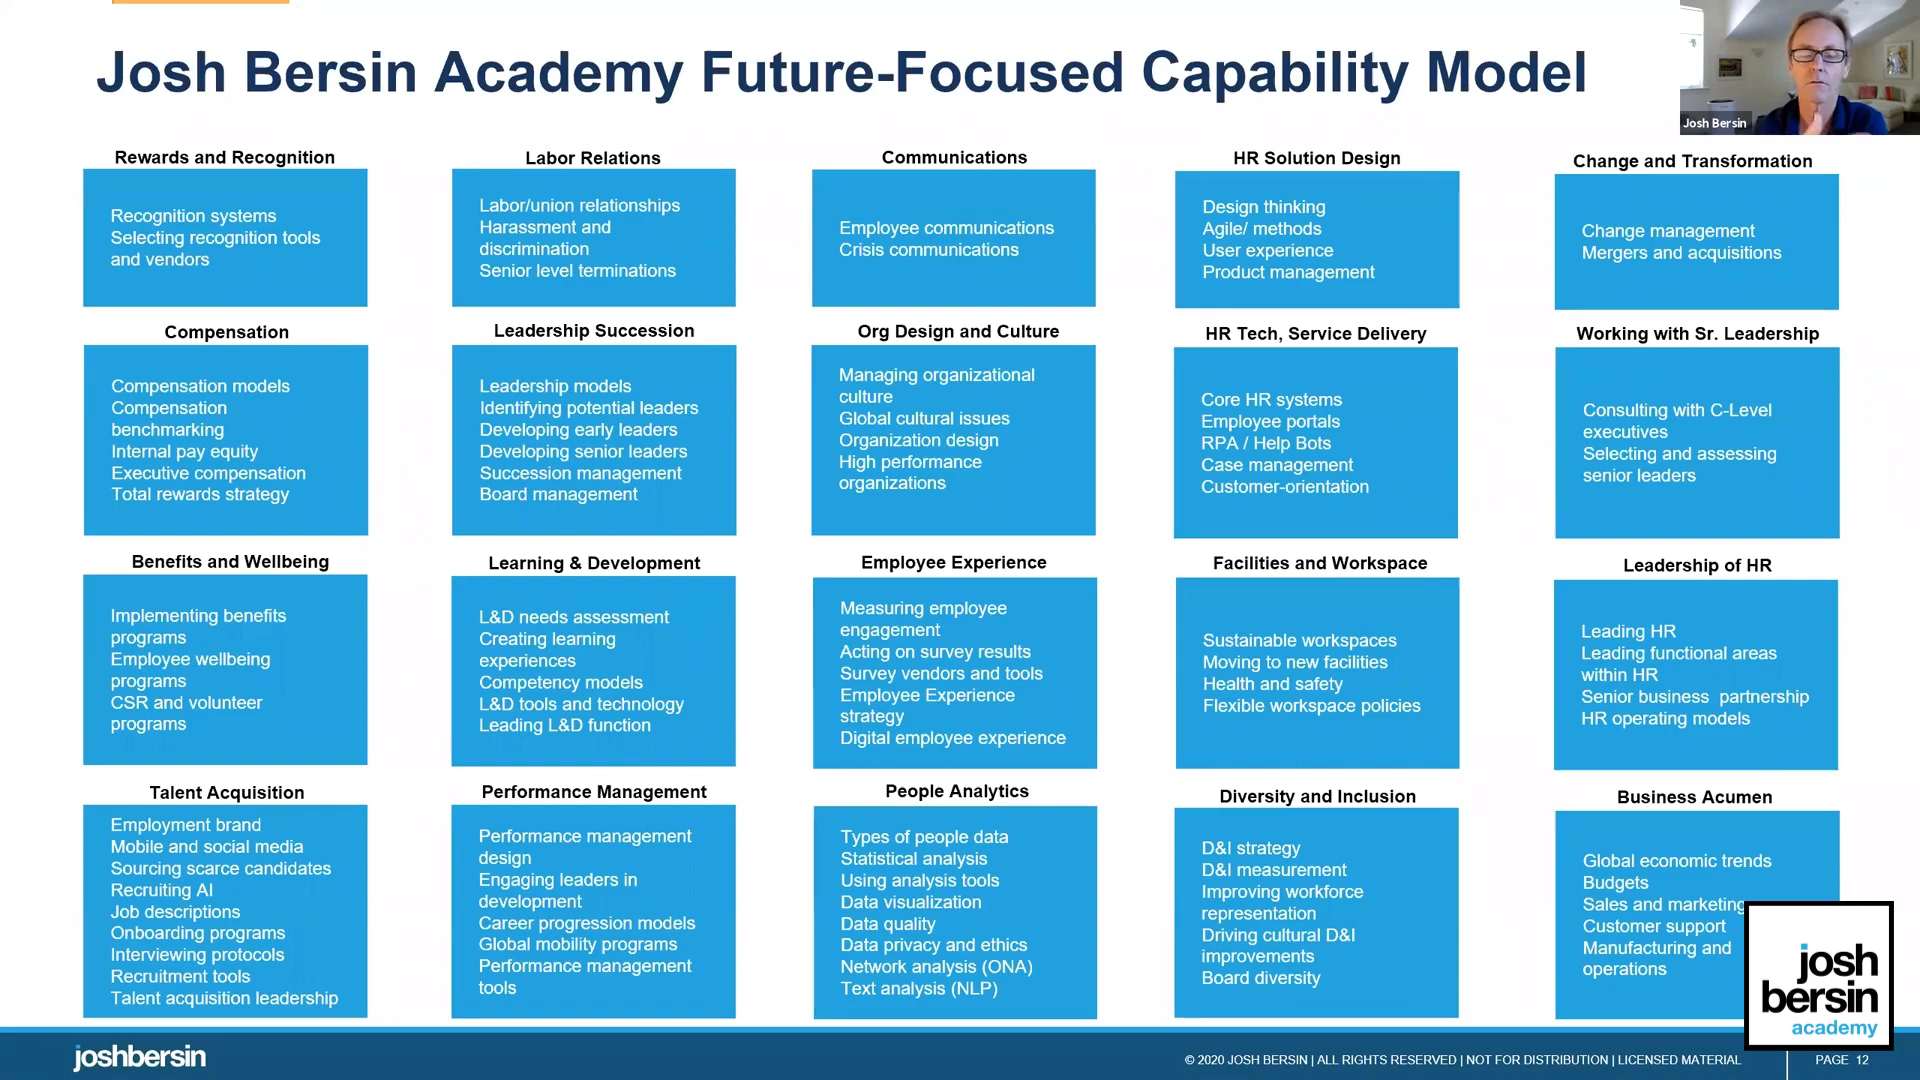 Josh Bersin Academy Future-Focused Capability Model
Josh Bersin
Rewards and Recognition
Recognition systems
Selecting recognition tools
and vendors
Labor Relations
Labor/union relationships
Harassment and
discrimination
Senior level terminations
Communications
Employee communications
Crisis communications
HR Solution Design
Design thinking
Agile/ methods
User experience
Product management
Change and Transformation
Change management
Mergers and acquisitions
Compensation
Compensation models
Compensation
benchmarking
Internal pay equity
Executive compensation
Total rewards strategy
Leadership Succession
Leadership models
Identifying potential leaders
Developing early leaders
Developing senior leaders
Succession management
Board management
Org Design and Culture
Managing organizational
culture
Global cultural issues
Organization design
High performance
organizations
HR Tech, Service Delivery
Core HR systems
Employee portals
RPA / Help Bots
Case management
Customer-orientation
Working with Sr. Leadership
Consulting with C-Level
executives
Selecting and assessing
senior leaders
Benefits and Wellbeing
Implementing benefits
programs
Employee wellbeing
programs
CSR and volunteer
programs
Learning & Development
L&D needs assessment
Creating learning
experiences
Competency models
L&D tools and technology
Leading L&D function
Employee Experience
Measuring employee
engagement
Acting on survey results
Survey vendors and tools
Employee Experience
strategy
Digital employee experience
Facilities and Workspace
Sustainable workspaces
Moving to new facilities
Health and safety
Flexible workspace policies
Leadership of HR
Leading HR
Leading functional areas
within HR
Senior business partnership
HR operating models
Talent Acquisition
Employment brand
Mobile and social media
Sourcing scarce candidates
Recruiting AI
Job descriptions
Onboarding programs
Interviewing protocols
Recruitment tools
Talent acquisition leadership
Performance Management
Performance management
design
Engaging leaders in
development
Career progression models
Global mobility programs
Performance management
tools
People Analytics
Types of people data
Statistical analysis
Using analysis tools
Data visualization
Data quality
Data privacy and ethics
Network analysis (ONA)
Text analysis (NLP)
Diversity and Inclusion
D&I strategy
D&I measurement
Improving workforce
representation
Driving cultural D&I
improvements
Board diversity
Business Acumen
Global economic trends
Budgets
Sales and marketing
Customer support
Manufacturing and
operations
josh
bersin
academy
joshbersin
© 2020 JOSH BERSIN | ALL RIGHTS RESERVED | NOT FOR DISTRIBUTION | LICENSED MATERIAL
PAGE 12